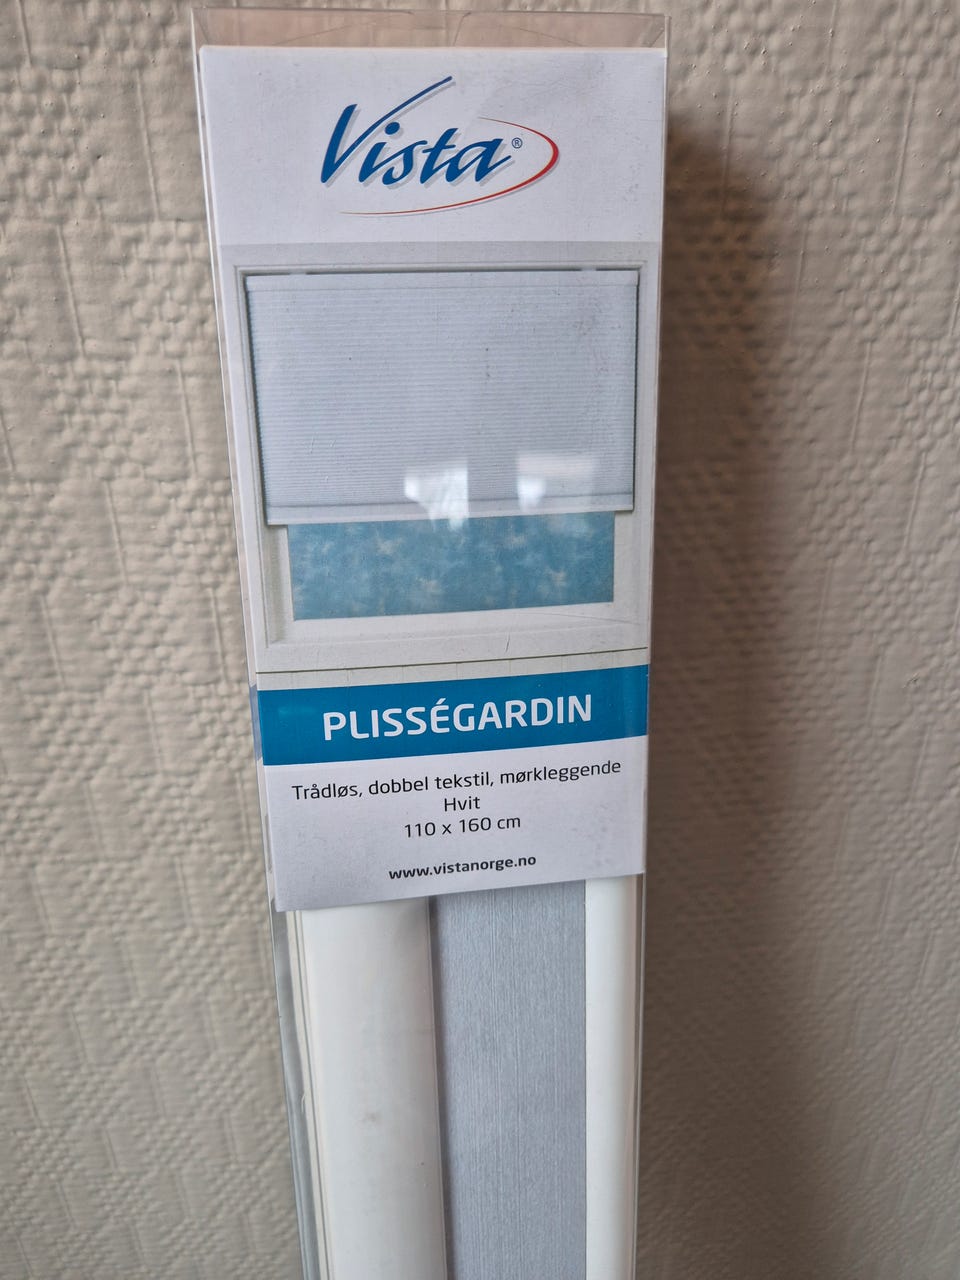 Vista®
PLISSÉGARDIN
Trådløs, dobbel tekstil, mørkleggende
Hvit
110 x 160 cm
www.vistanorge.no